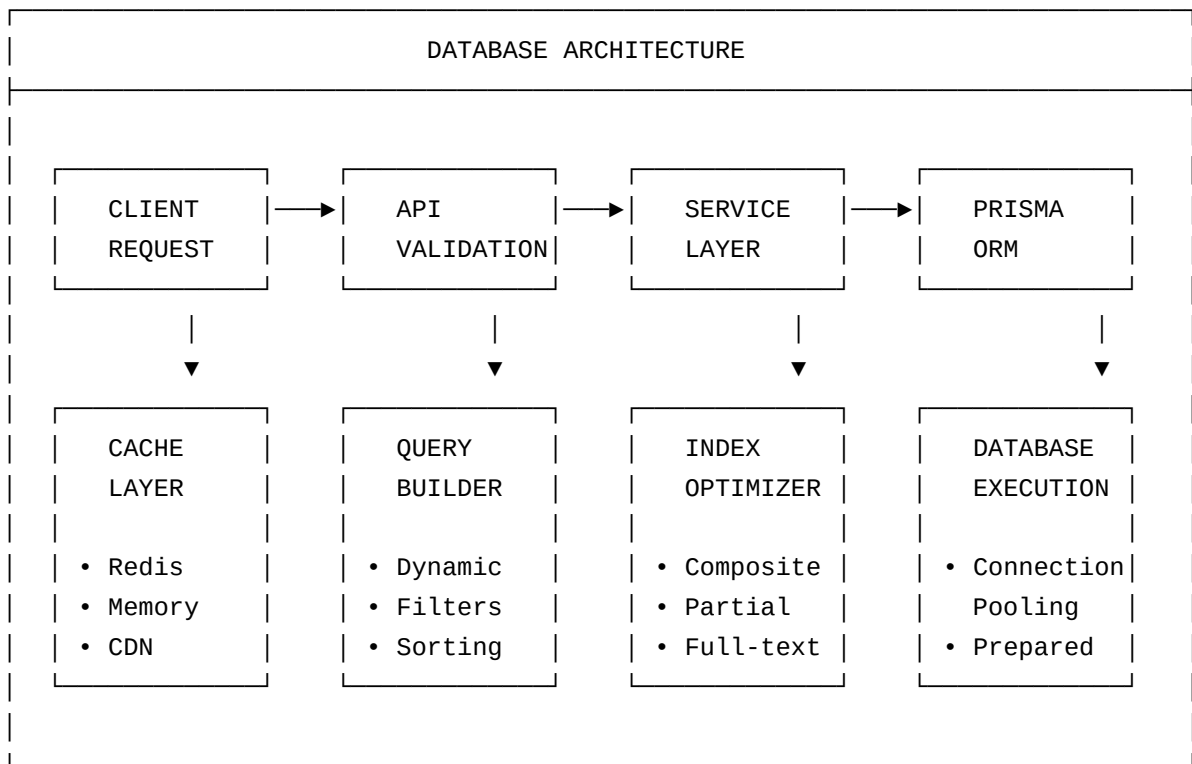 DATABASE ARCHITECTURE
CLIENT REQUEST
API VALIDATION
SERVICE LAYER
PRISMA ORM
CACHE LAYER
• Redis
• Memory
• CDN
QUERY BUILDER
• Dynamic
• Filters
• Sorting
INDEX OPTIMIZER
• Composite
• Partial
• Full-text
DATABASE EXECUTION
• Connection
Pooling
• Prepared